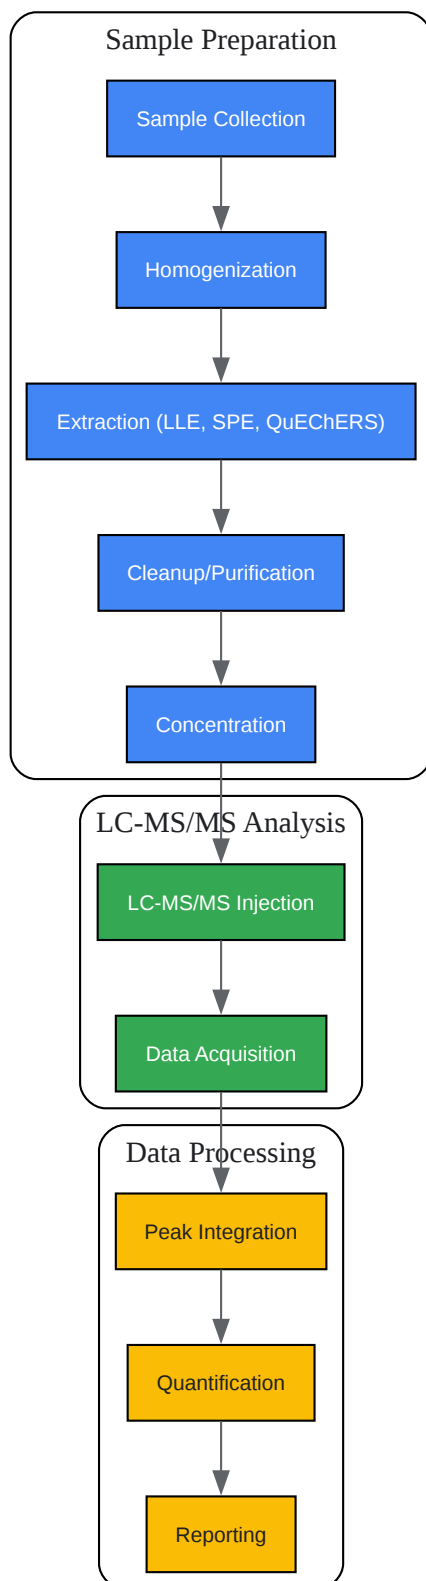 Sample Preparation
Sample Collection
Homogenization
Extraction (LLE, SPE, QuEChERS)
Cleanup/Purification
Concentration
LC-MS/MS Analysis
LC-MS/MS Injection
Data Acquisition
Data Processing
Peak Integration
Quantification
Reporting